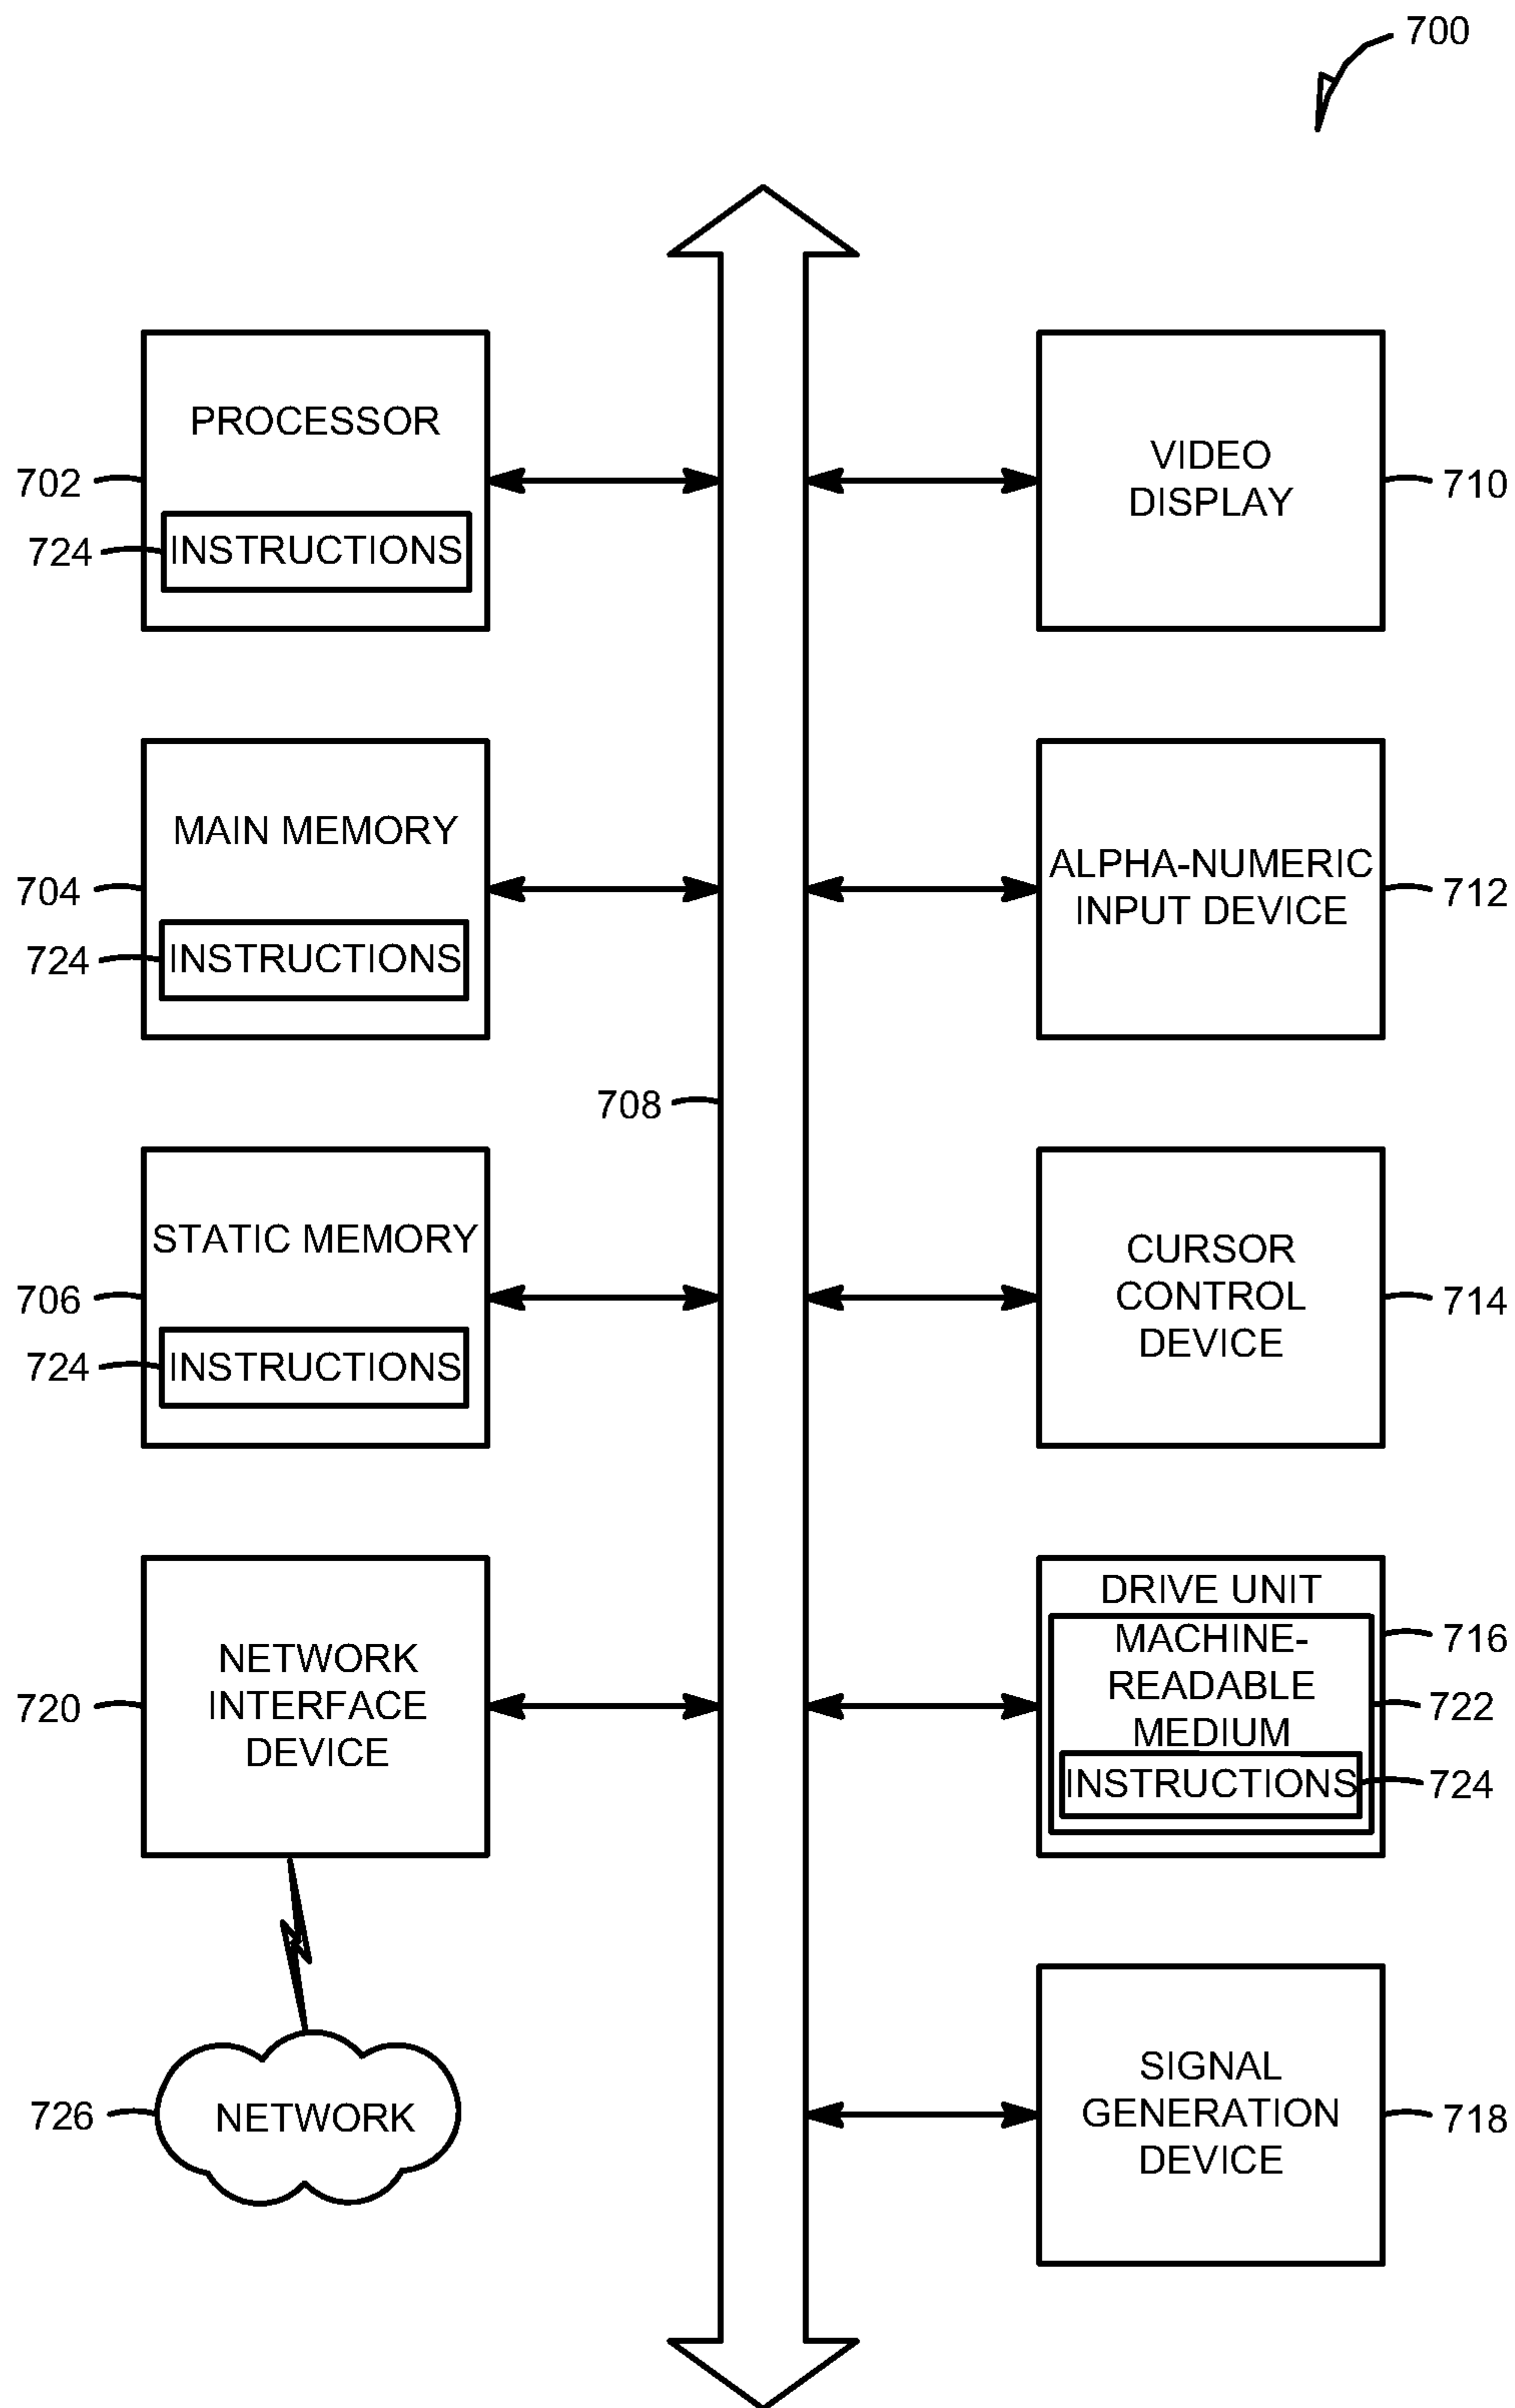 700
PROCESSOR
702
724
INSTRUCTIONS
VIDEO
DISPLAY
710
MAIN MEMORY
704
724
INSTRUCTIONS
ALPHA-NUMERIC
INPUT DEVICE
712
708
STATIC MEMORY
706
724
INSTRUCTIONS
CURSOR
CONTROL
DEVICE
714
NETWORK
INTERFACE
DEVICE
720
DRIVE UNIT
716
MACHINE-
READABLE
MEDIUM
722
INSTRUCTIONS
724
726
NETWORK
SIGNAL
GENERATION
DEVICE
718